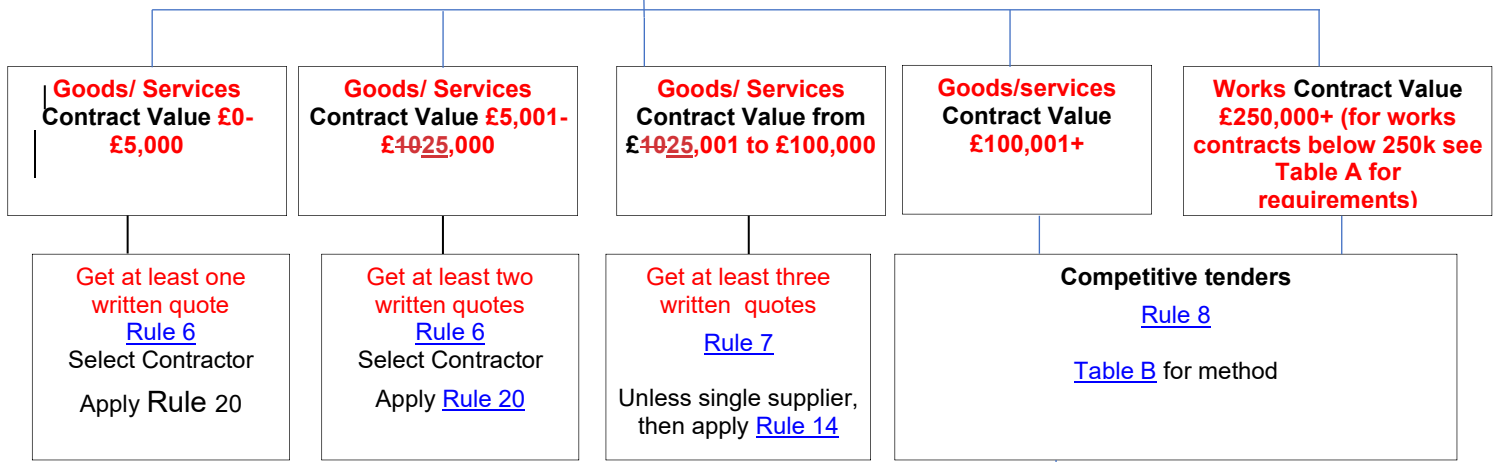 Goods/ Services
Contract Value £0-
£5,000
Goods/ Services
Contract Value £5,001-
£1025,000
Goods/ Services
Contract Value from
£1025,001 to £100,000
Goods/services
Contract Value
£100,001+
Works Contract Value
£250,000+ (for works
contracts below 250k see
Table A for
requirements)
Get at least one
written quote
Rule 6
Select Contractor
Apply Rule 20
Get at least two
written quotes
Rule 6
Select Contractor
Apply Rule 20
Get at least three
written quotes
Rule 7
Unless single supplier,
then apply Rule 14
Competitive tenders
Rule 8
Table B for method